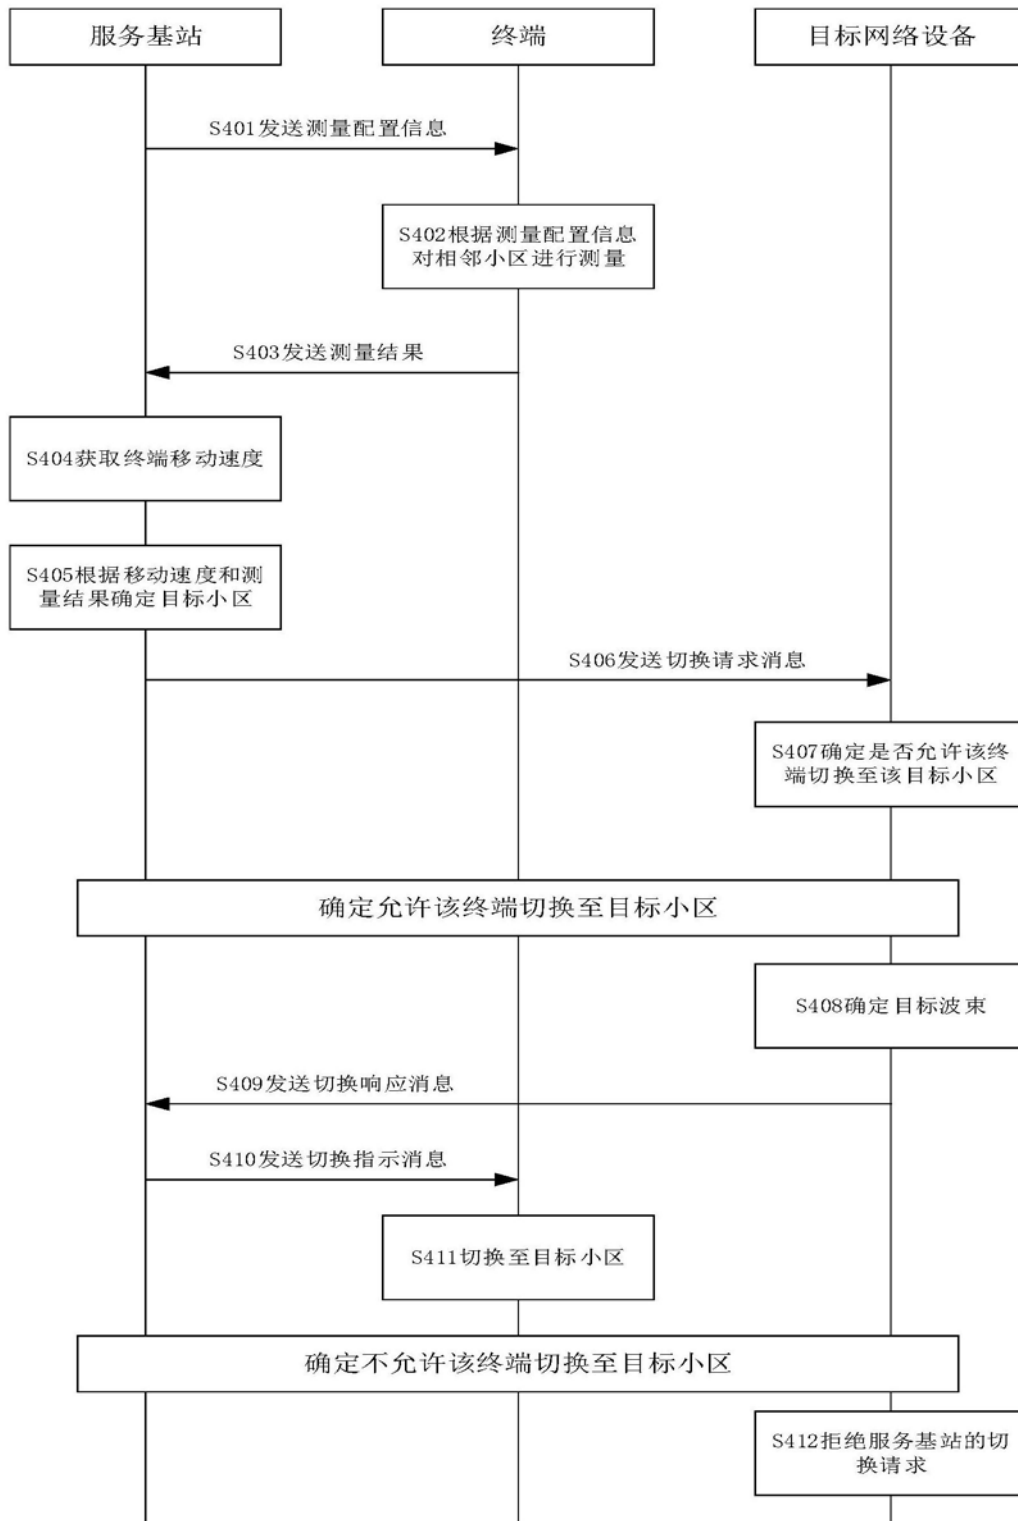 服务基站
终端
目标网络设备
S401发送测量配置信息
S402根据测量配置信息
对相邻小区进行测量
S403发送测量结果
S404获取终端移动速度
S405根据移动速度和测
量结果确定目标小区
S406发送切换请求消息
S407确定是否允许该终
端切换至该目标小区
确定允许该终端切换至目标小区
S408确定目标波束
S409发送切换响应消息
S410发送切换指示消息
S411切换至目标小区
确定不允许该终端切换至目标小区
S412拒绝服务基站的切
换请求